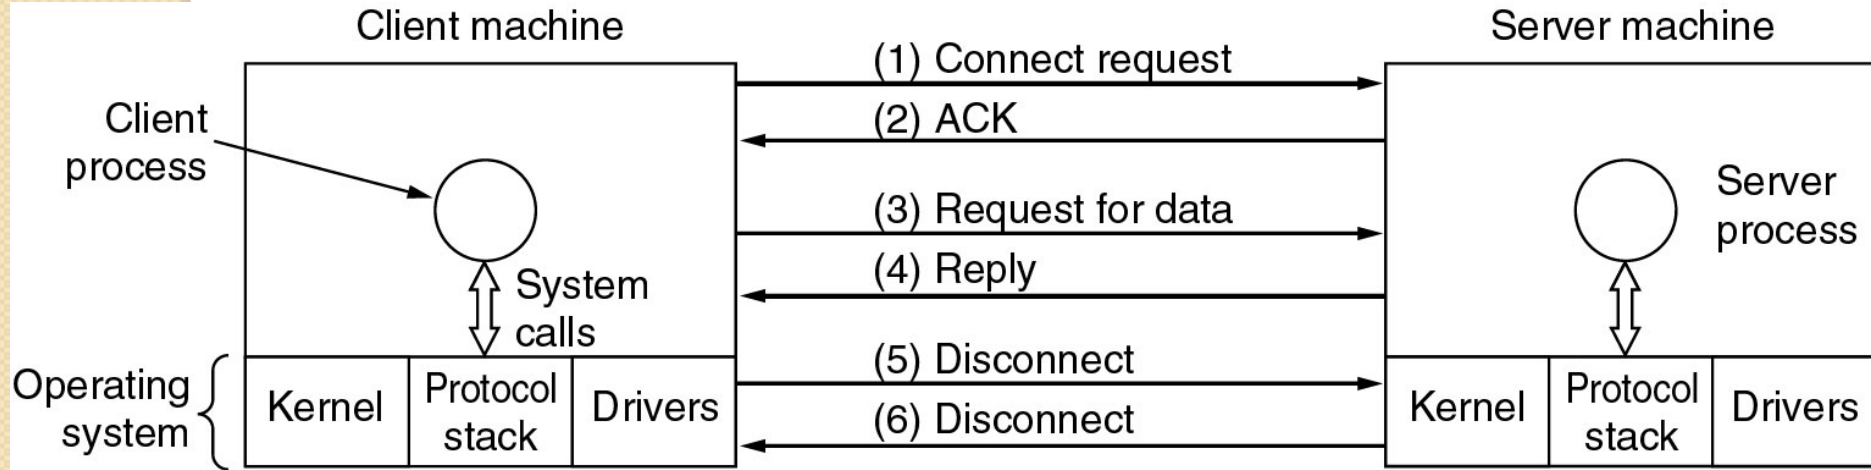 Client machine
Server machine
(1) Connect request
(2) ACK
Client
process
(3) Request for data
Server
process
(4) Reply
System
calls
(5) Disconnect
Operating
system
Kernel
Protocol
stack
Drivers
(6) Disconnect
Kernel
Protocol
stack
Drivers